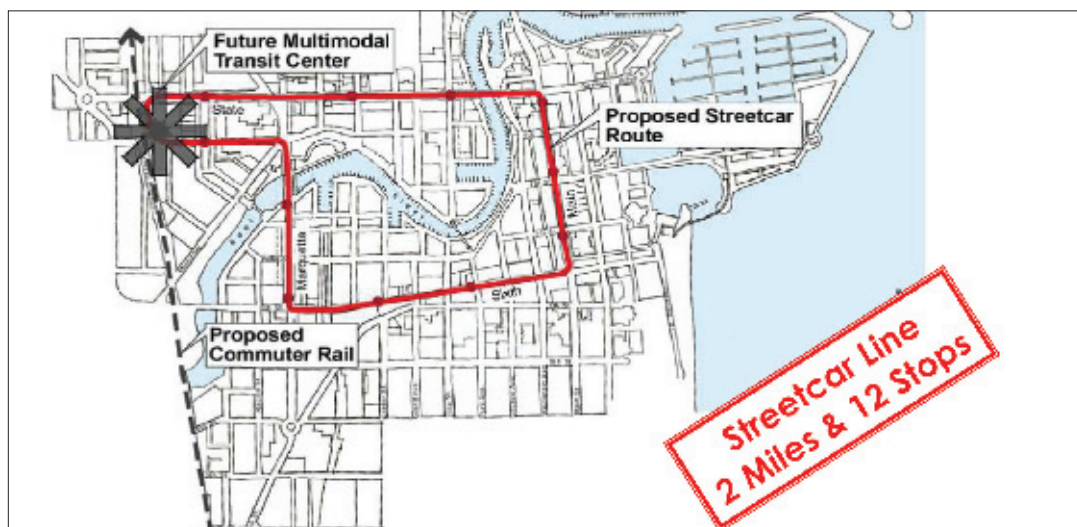 Future Multimodal
Transit Center
State
Proposed Streetcar
Route
Main
Marquette
Sixth
Proposed
Commuter Rail
Streetcar Line
2 Miles & 12 Stops